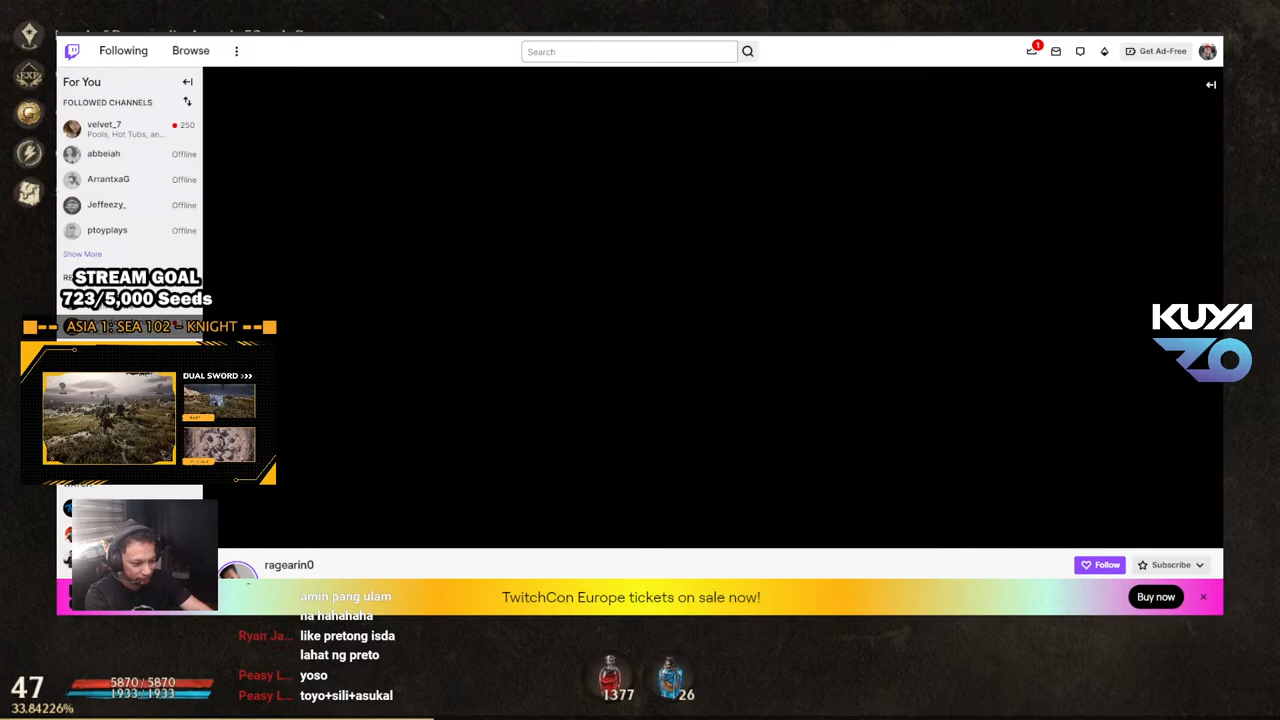 Following
Browse
Search
1
Get Ad-Free
For You
FOLLOWED CHANNELS
velvet_7
250
Pools, Hot Tubs, an...
abbeiah
Offline
ArrantxaG
Offline
Jeffeezy_
Offline
ptoyplays
Offline
Show More
STREAM GOAL
723/5,000 Seeds
ASIA 1: SEA 102 - KNIGHT
DUAL SWORD >>>
EXP
KUYA
ZO
ragearin0
Follow
Subscribe
amin pang ulam
TwitchCon Europe tickets on sale now!
Buy now
na hahahaha
Ryan Ja... like pretong isda
lahat ng preto
Peasy L... yoso
Peasy L... toyo+sili+asukal
47
5870 / 5870
1933 / 1933
33.84226%
1377
26